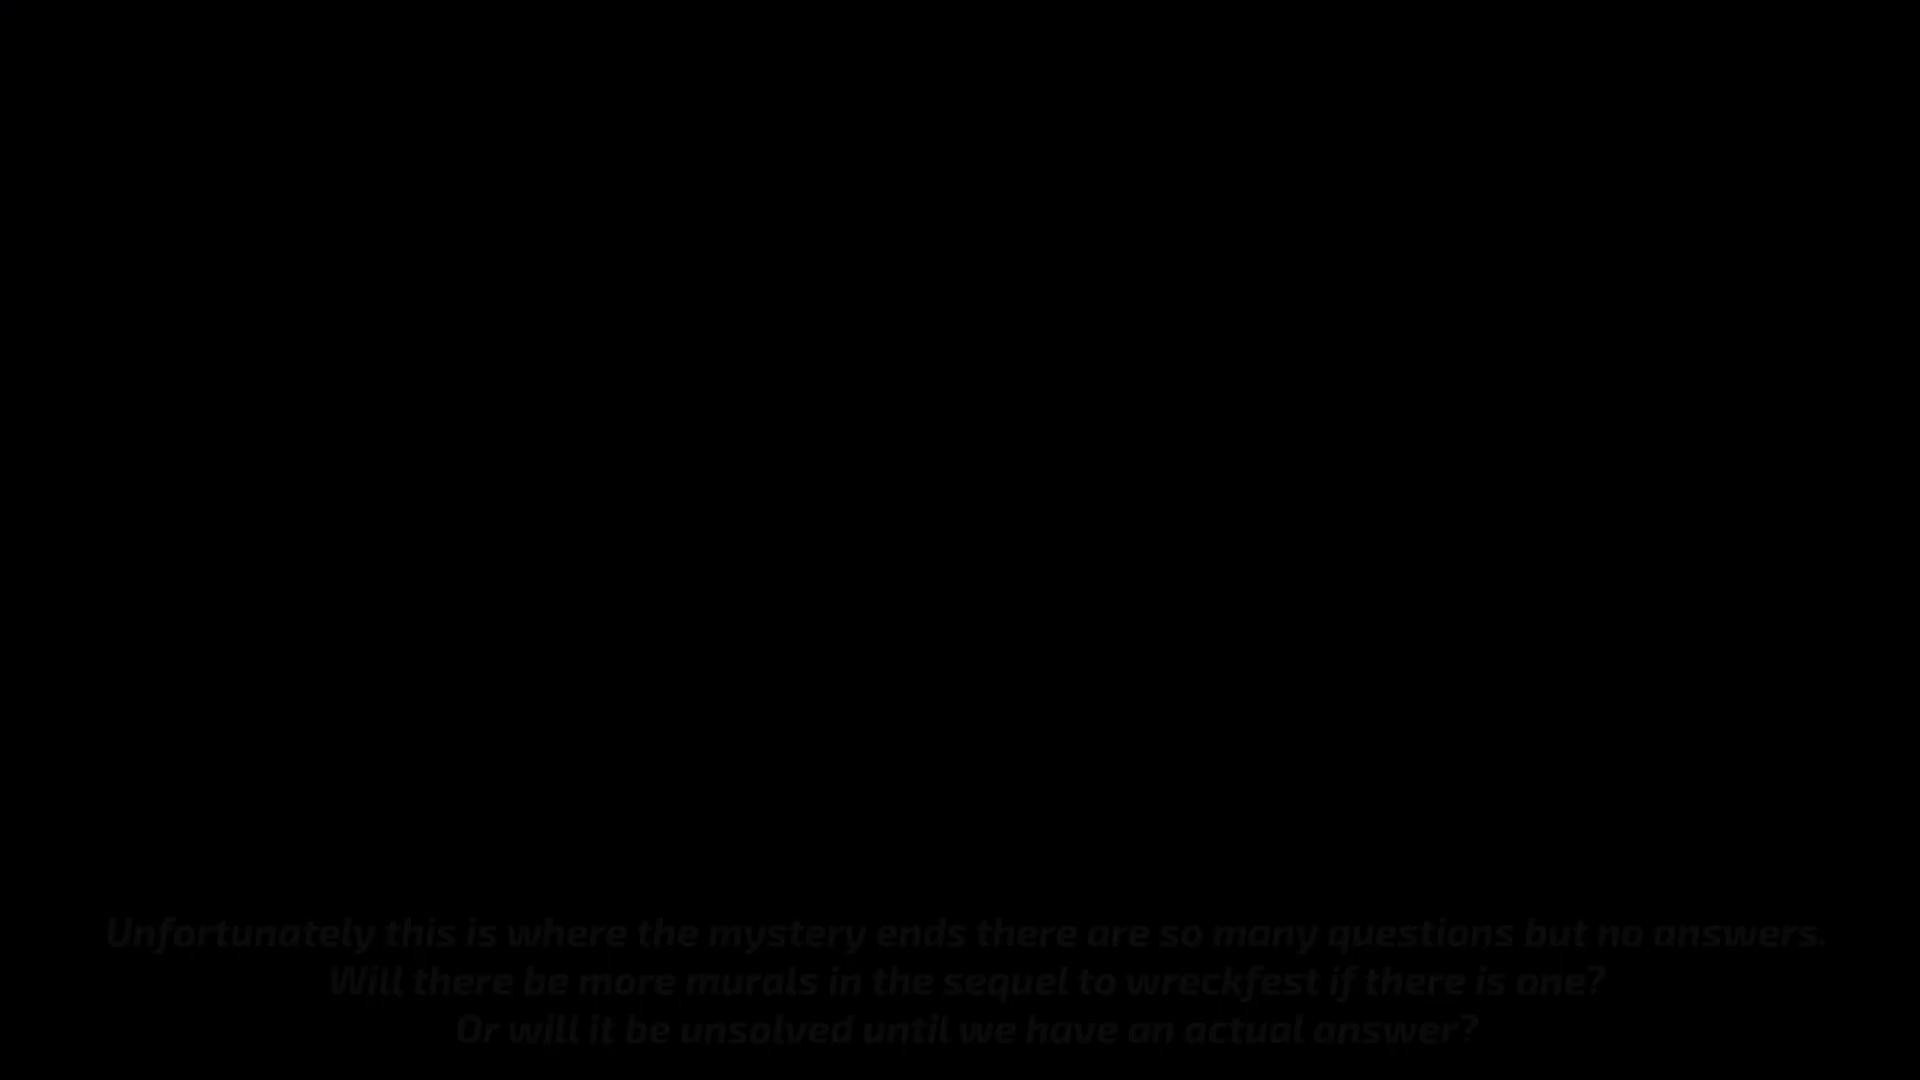 Unfortunately this is where the mystery ends there are so many questions but no answers.
Will there be more murals in the sequel to wreckfest if there is one?
Or will it be unsolved until we have an actual answer?